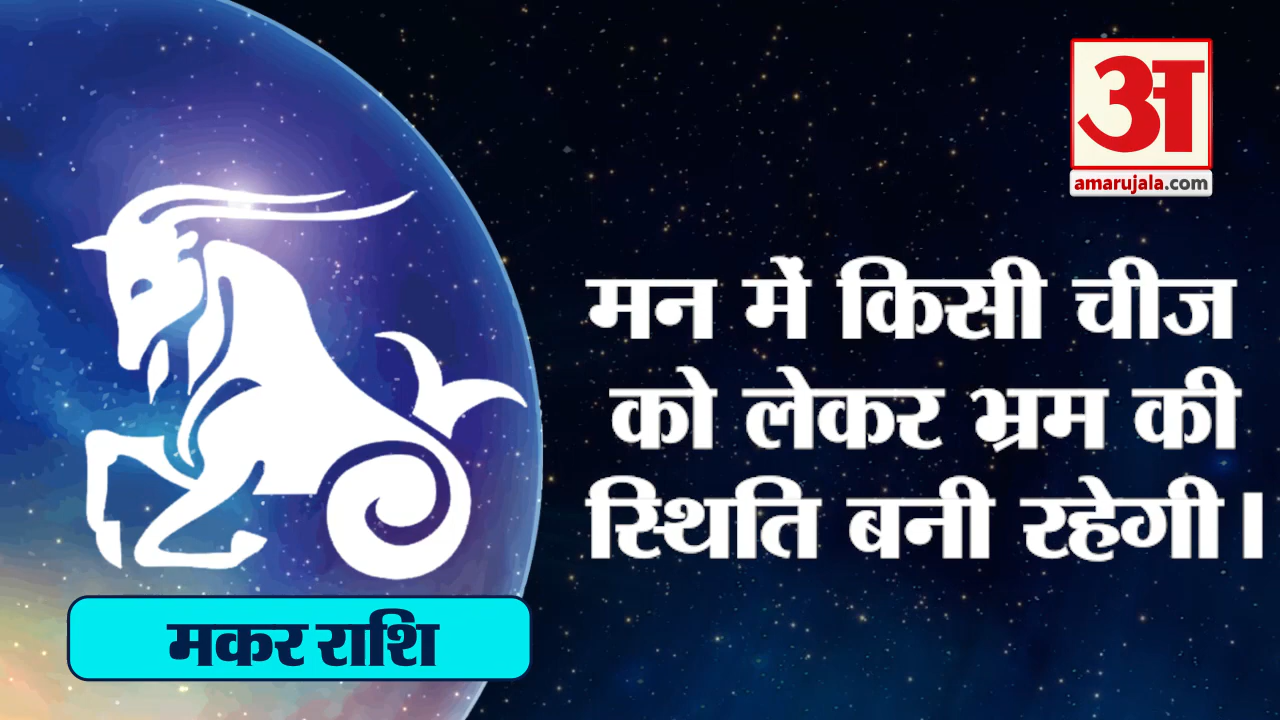 अ
amarujala.com
मन में किसी चीज
को लेकर भ्रम की
स्थिति बनी रहेगी।
मकर राशि